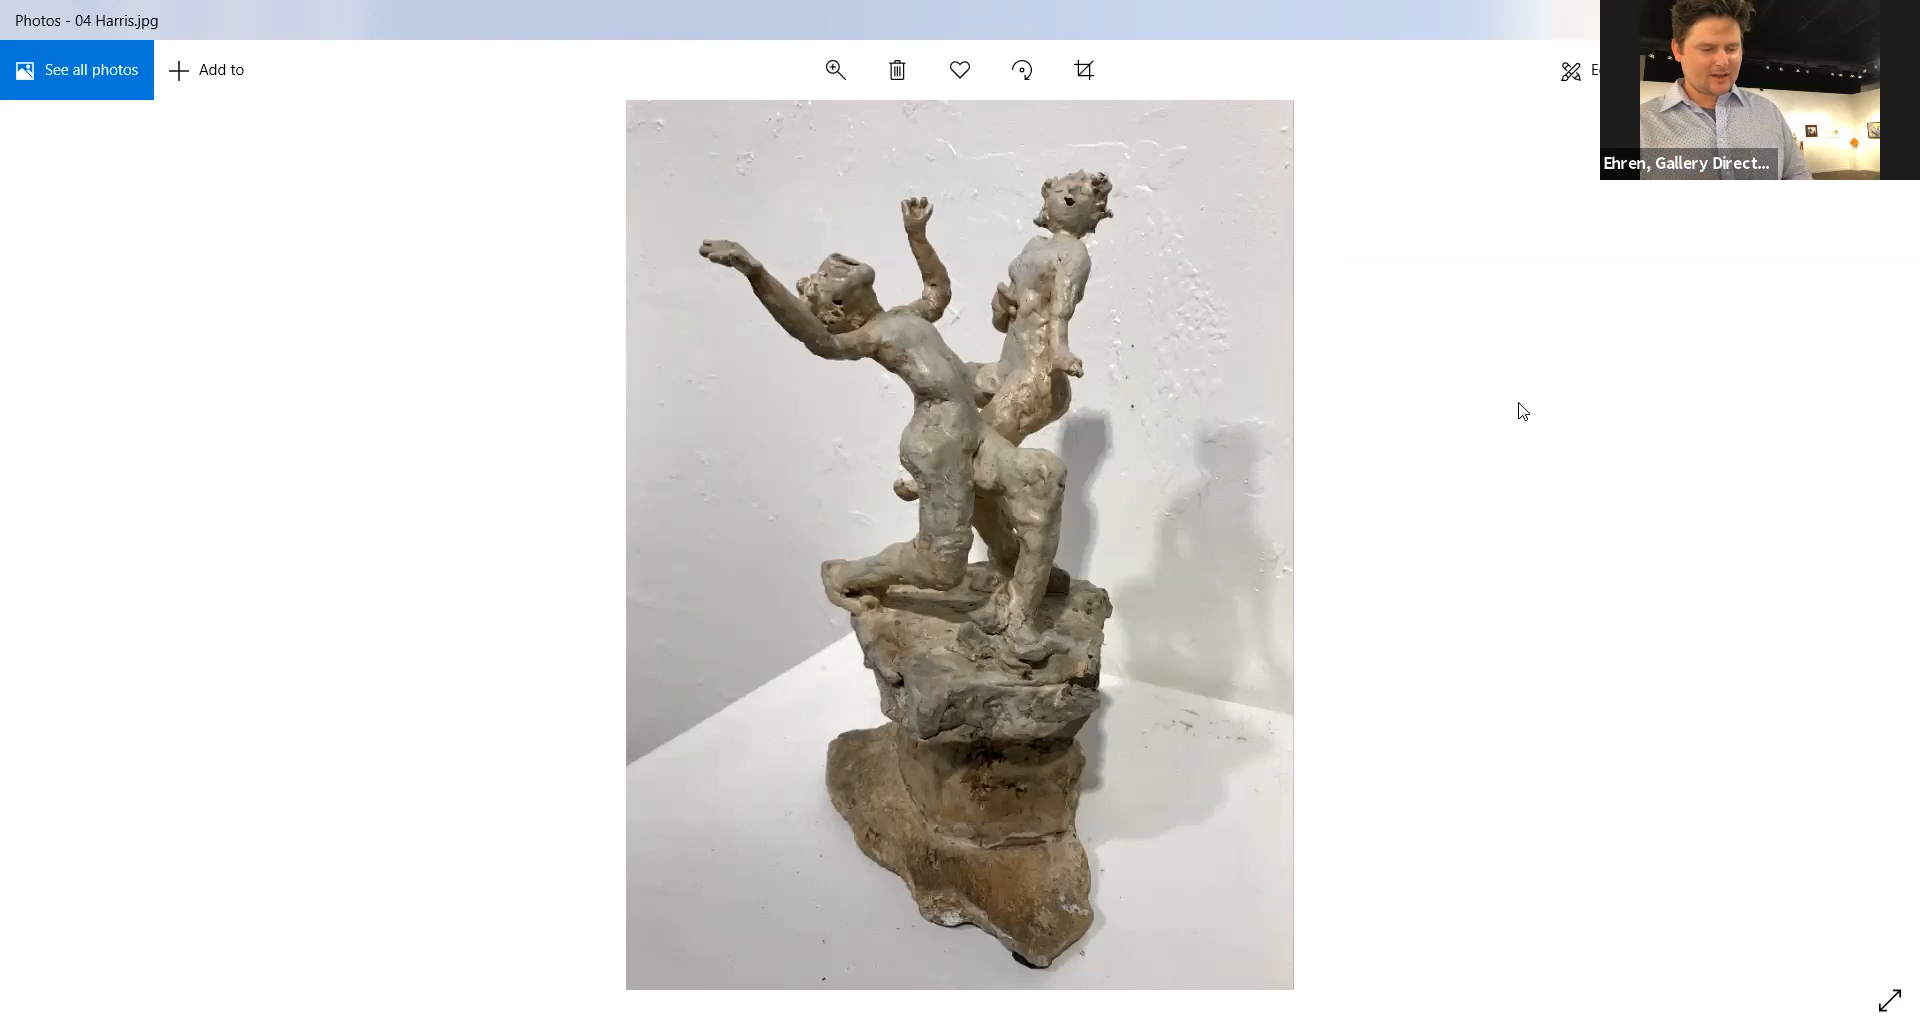 Photos - 04 Harris.jpg
See all photos
Add to
Ehren, Gallery Direct...